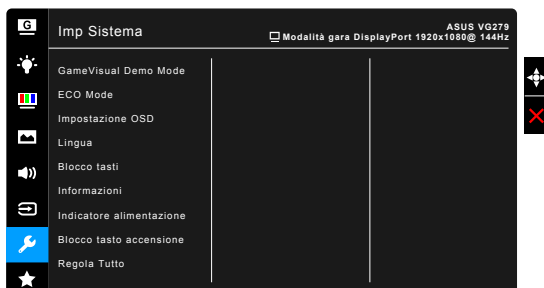 G
Imp Sistema
ASUS VG279
Modalità gara DisplayPort 1920x1080@ 144Hz
GameVisual Demo Mode
ECO Mode
Impostazione OSD
Lingua
Blocco tasti
Informazioni
Indicatore alimentazione
Blocco tasto accensione
Regola Tutto